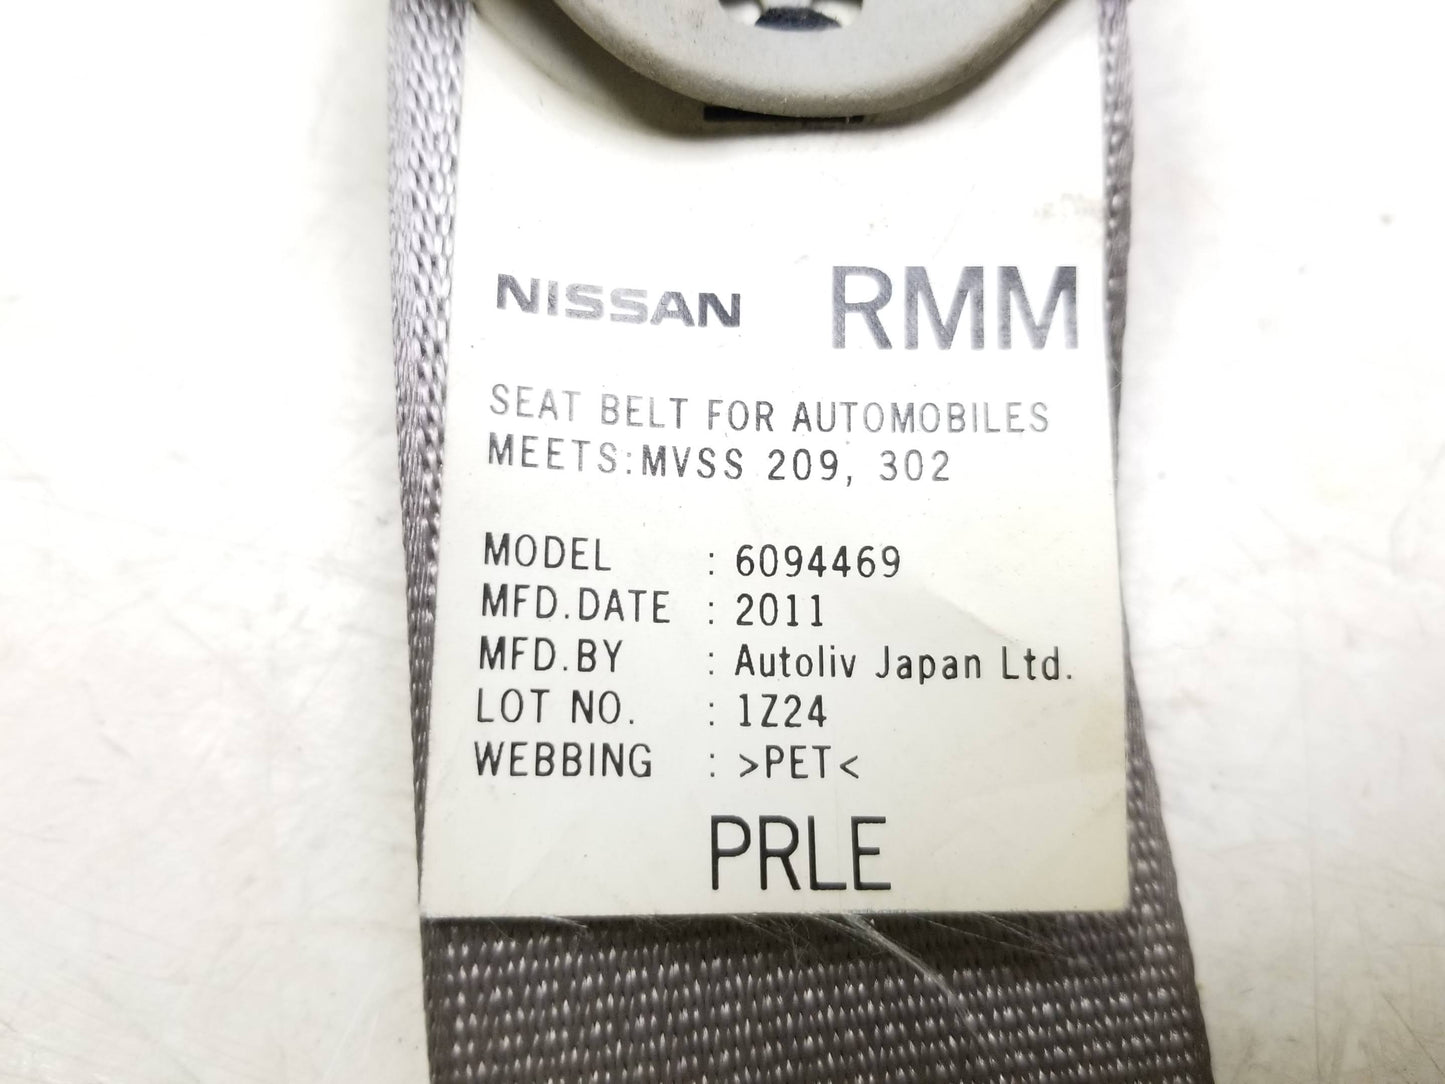 NISSAN RMM
SEAT BELT FOR AUTOMOBILES
MEETS:MVSS 209, 302
MODEL : 6094469
MFD.DATE : 2011
MFD.BY : Autoliv Japan Ltd.
LOT NO. : 1Z24
WEBBING : >PET<
PRLE